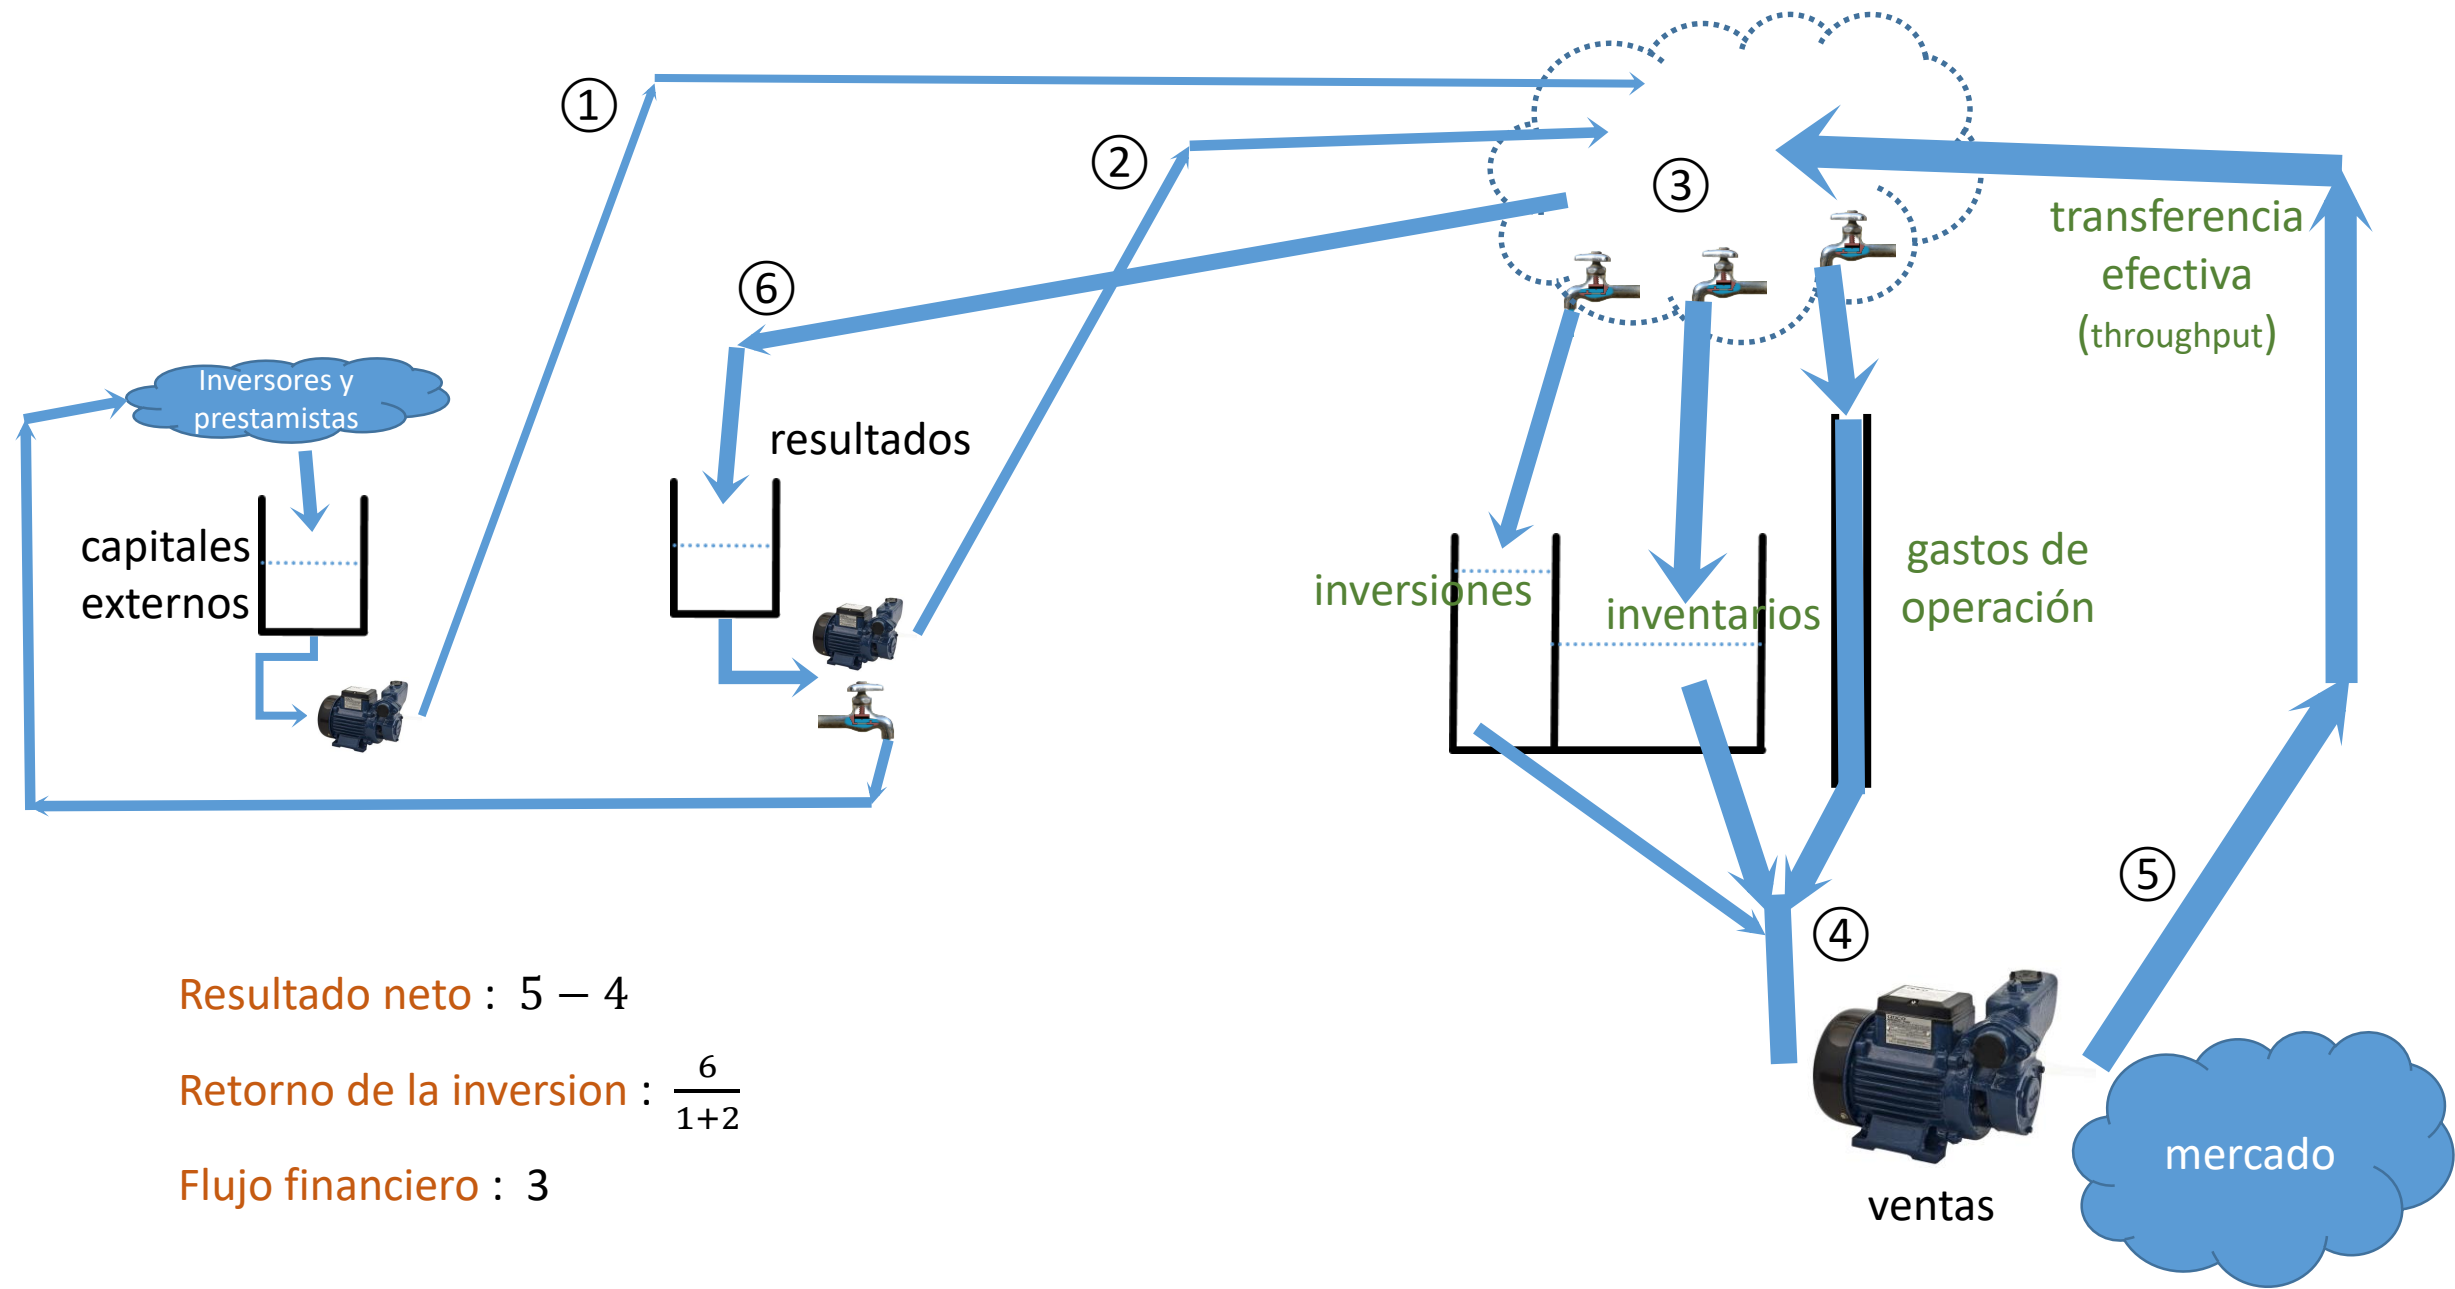 ①
②
③
transferencia
efectiva
(throughput)
⑥
Inversores y
prestamistas
resultados
capitales
externos
inversiones
inventarios
gastos de
operación
⑤
④
Resultado neto : 5 − 4
Retorno de la inversion : 6/(1+2)
Flujo financiero : 3
mercado
ventas